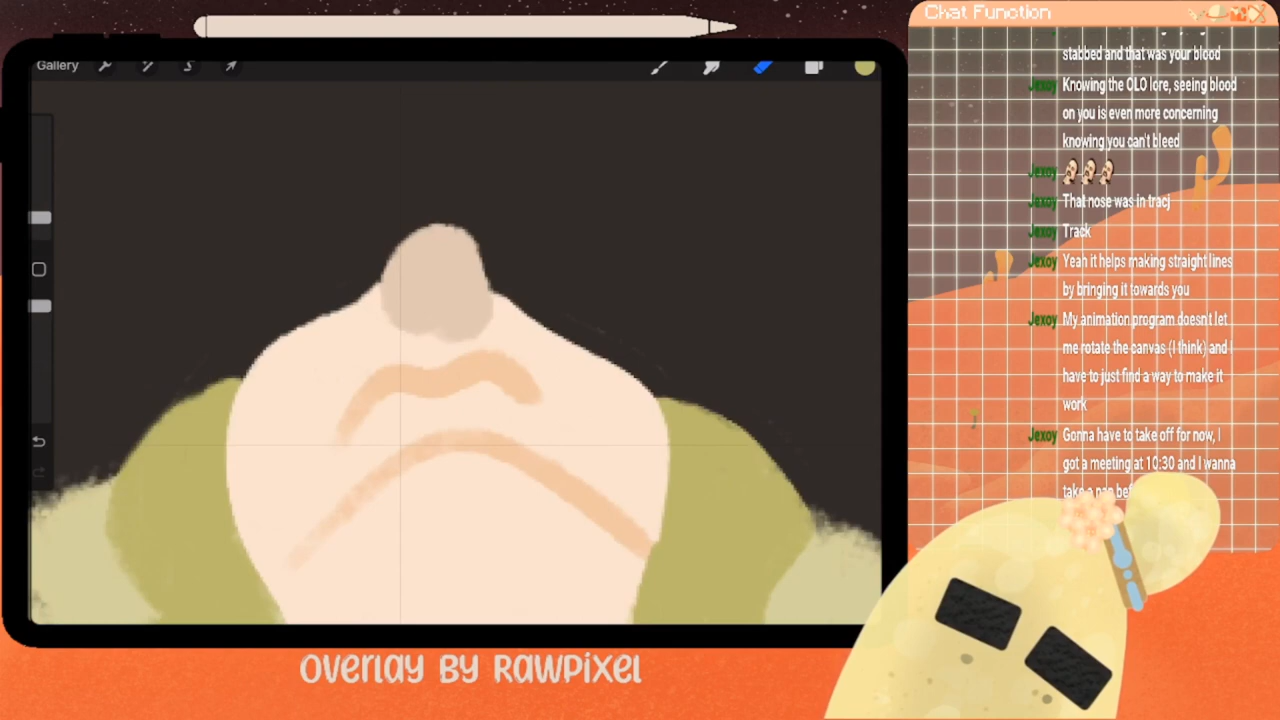 Chat Function
Gallery
stabbed and that was your blood
Jexoy Knowing the OLO lore, seeing blood
on you is even more concerning
knowing you can't bleed
Jexoy
Jexoy That nose was in tracj
Jexoy Track
Jexoy Yeah it helps making straight lines
by bringing it towards you
Jexoy My animation program doesn't let
me rotate the canvas (I think) and I
have to just find a way to make it
work
Jexoy Gonna have to take off for now, I
got a meeting at 10:30 and I wanna
take a nap
OVERLAY BY RAWPIXEL